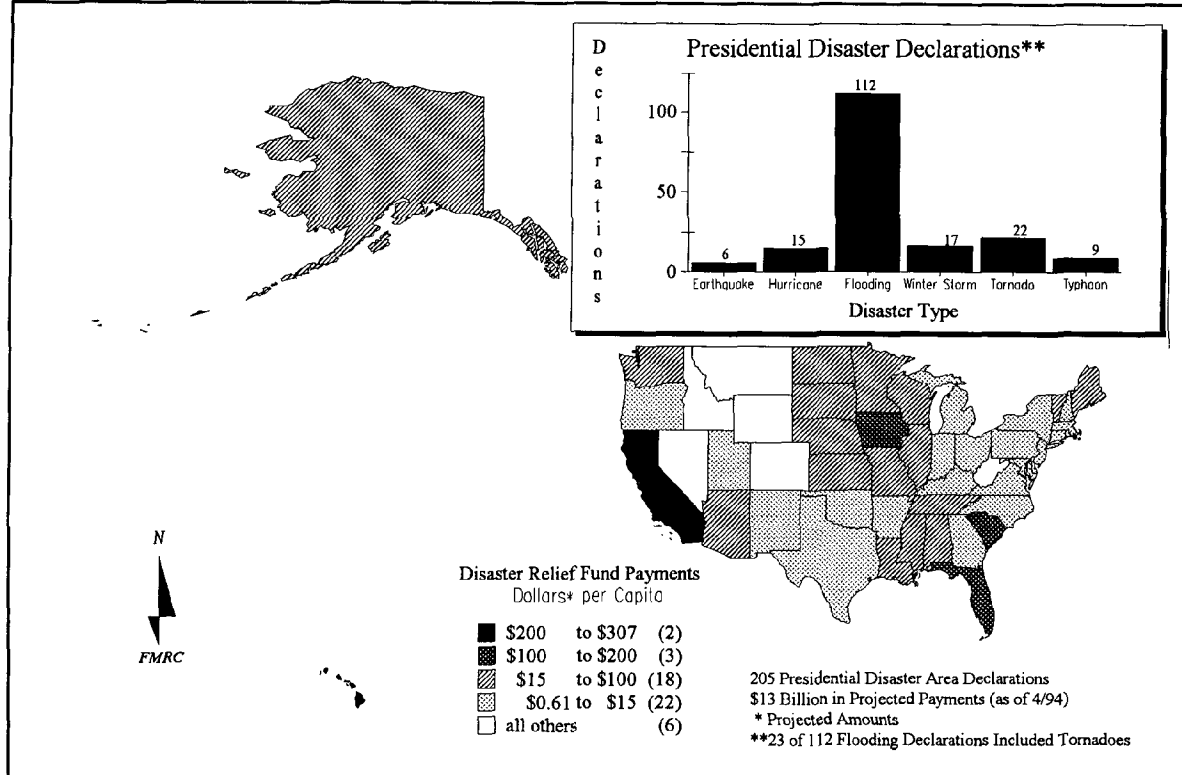 Presidential Disaster Declarations**
Declarations
112
100
50
0
6
15
17
22
9
Earthquake Hurricane Flooding Winter Storm Tornado Typhoon
Disaster Type
N
FMRC
Disaster Relief Fund Payments
Dollars* per Capita
$200 to $307 (2)
$100 to $200 (3)
$15 to $100 (18)
$0.61 to $15 (22)
all others (6)
205 Presidential Disaster Area Declarations
$13 Billion in Projected Payments (as of 4/94)
* Projected Amounts
**23 of 112 Flooding Declarations Included Tornadoes